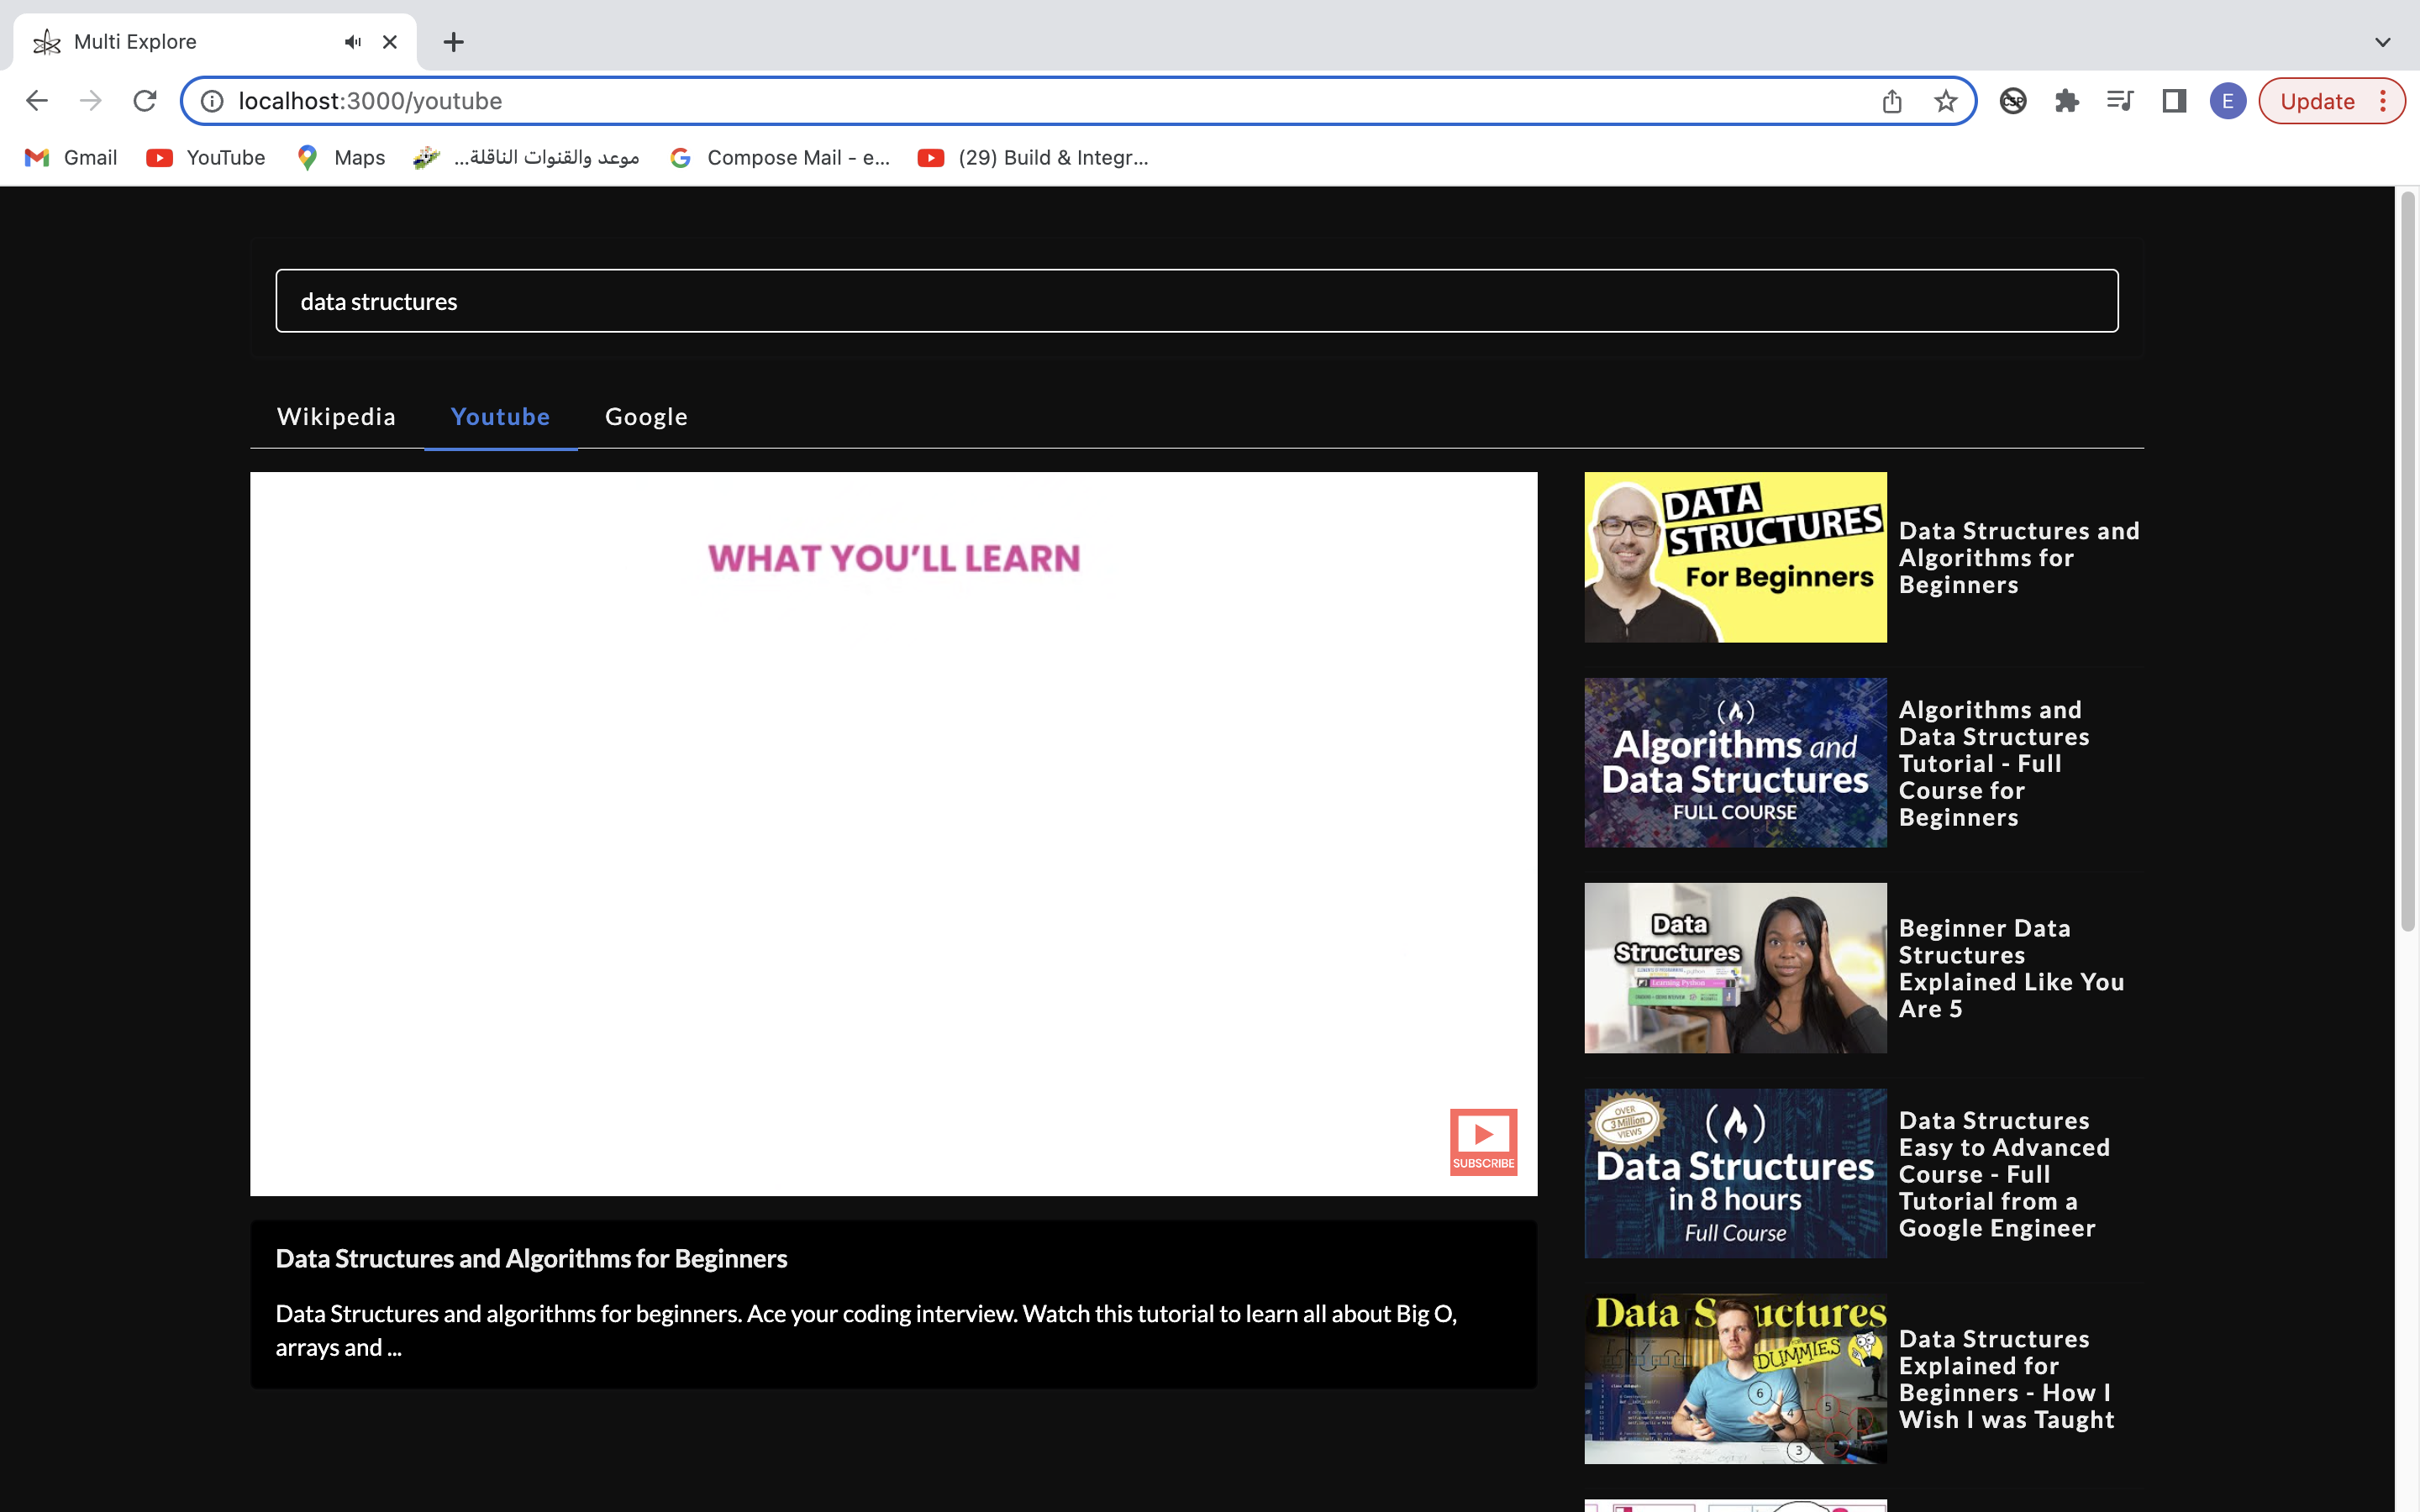 Multi Explore
localhost:3000/youtube
E
Update
Gmail
YouTube
Maps
موعد والقنوات الناقلة...
Compose Mail - e...
(29) Build & Integr...
data structures
Wikipedia
Youtube
Google
WHAT YOU'LL LEARN
SUBSCRIBE
Data Structures and Algorithms for Beginners
Data Structures and algorithms for beginners. Ace your coding interview. Watch this tutorial to learn all about Big O,
arrays and ...
DATA
STRUCTURES
For Beginners
Data Structures and
Algorithms for
Beginners
Algorithms and
Data Structures
FULL COURSE
Algorithms and
Data Structures
Tutorial - Full
Course for
Beginners
Data
Structures
Learning Python
Beginner Data
Structures
Explained Like You
Are 5
OVER
3 Million
VIEWS
Data Structures
in 8 hours
Full Course
Data Structures
Easy to Advanced
Course - Full
Tutorial from a
Google Engineer
Data S uctures
DUMMIES
6
4
5
3
Data Structures
Explained for
Beginners - How I
Wish I was Taught